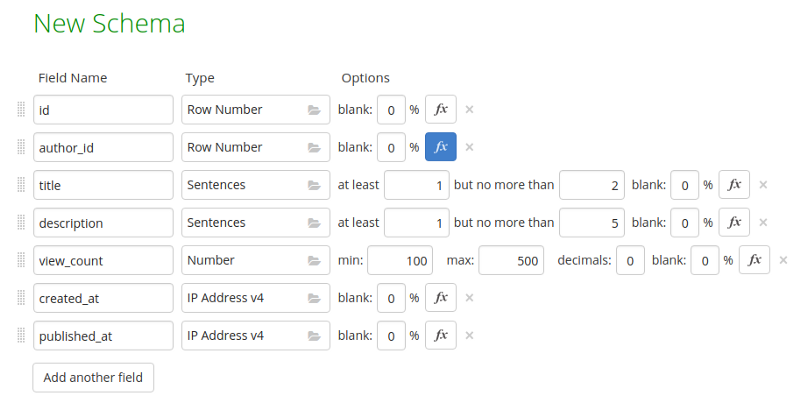 New Schema
Field Name Type Options
id Row Number blank: 0 % fx ×
author_id Row Number blank: 0 % fx ×
title Sentences at least 1 but no more than 2 blank: 0 % fx ×
description Sentences at least 1 but no more than 5 blank: 0 % fx ×
view_count Number min: 100 max: 500 decimals: 0 blank: 0 % fx ×
created_at IP Address v4 blank: 0 % fx ×
published_at IP Address v4 blank: 0 % fx ×
Add another field